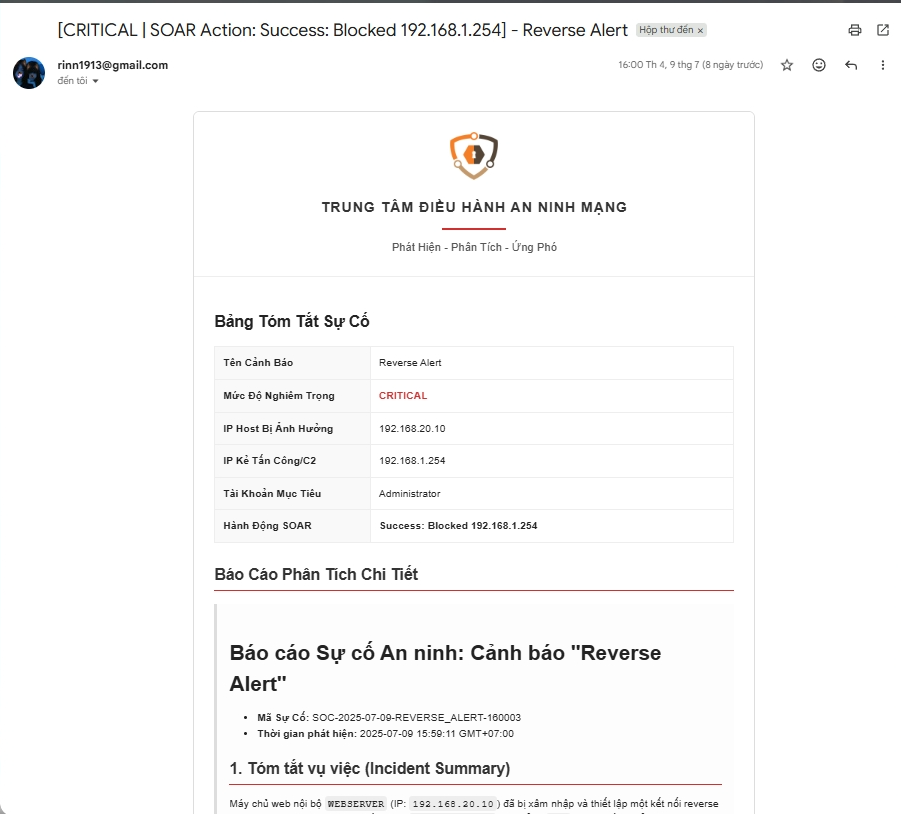 [CRITICAL | SOAR Action: Success: Blocked 192.168.1.254] - Reverse Alert Hộp thư đến ×
rinn1913@gmail.com
16:00 Th 4, 9 thg 7 (8 ngày trước)
đến tôi
TRUNG TÂM ĐIỀU HÀNH AN NINH MẠNG
Phát Hiện - Phân Tích - Ứng Phó
Bảng Tóm Tắt Sự Cố
Tên Cảnh Báo Reverse Alert
Mức Độ Nghiêm Trọng CRITICAL
IP Host Bị Ảnh Hưởng 192.168.20.10
IP Kẻ Tấn Công/C2 192.168.1.254
Tài Khoản Mục Tiêu Administrator
Hành Động SOAR Success: Blocked 192.168.1.254
Báo Cáo Phân Tích Chi Tiết
Báo cáo Sự cố An ninh: Cảnh báo "Reverse
Alert"
• Mã Sự Cố: SOC-2025-07-09-REVERSE_ALERT-160003
• Thời gian phát hiện: 2025-07-09 15:59:11 GMT+07:00
1. Tóm tắt vụ việc (Incident Summary)
Máy chủ web nội bộ WEBSERVER (IP: 192.168.20.10) đã bị xâm nhập và thiết lập một kết nối reverse